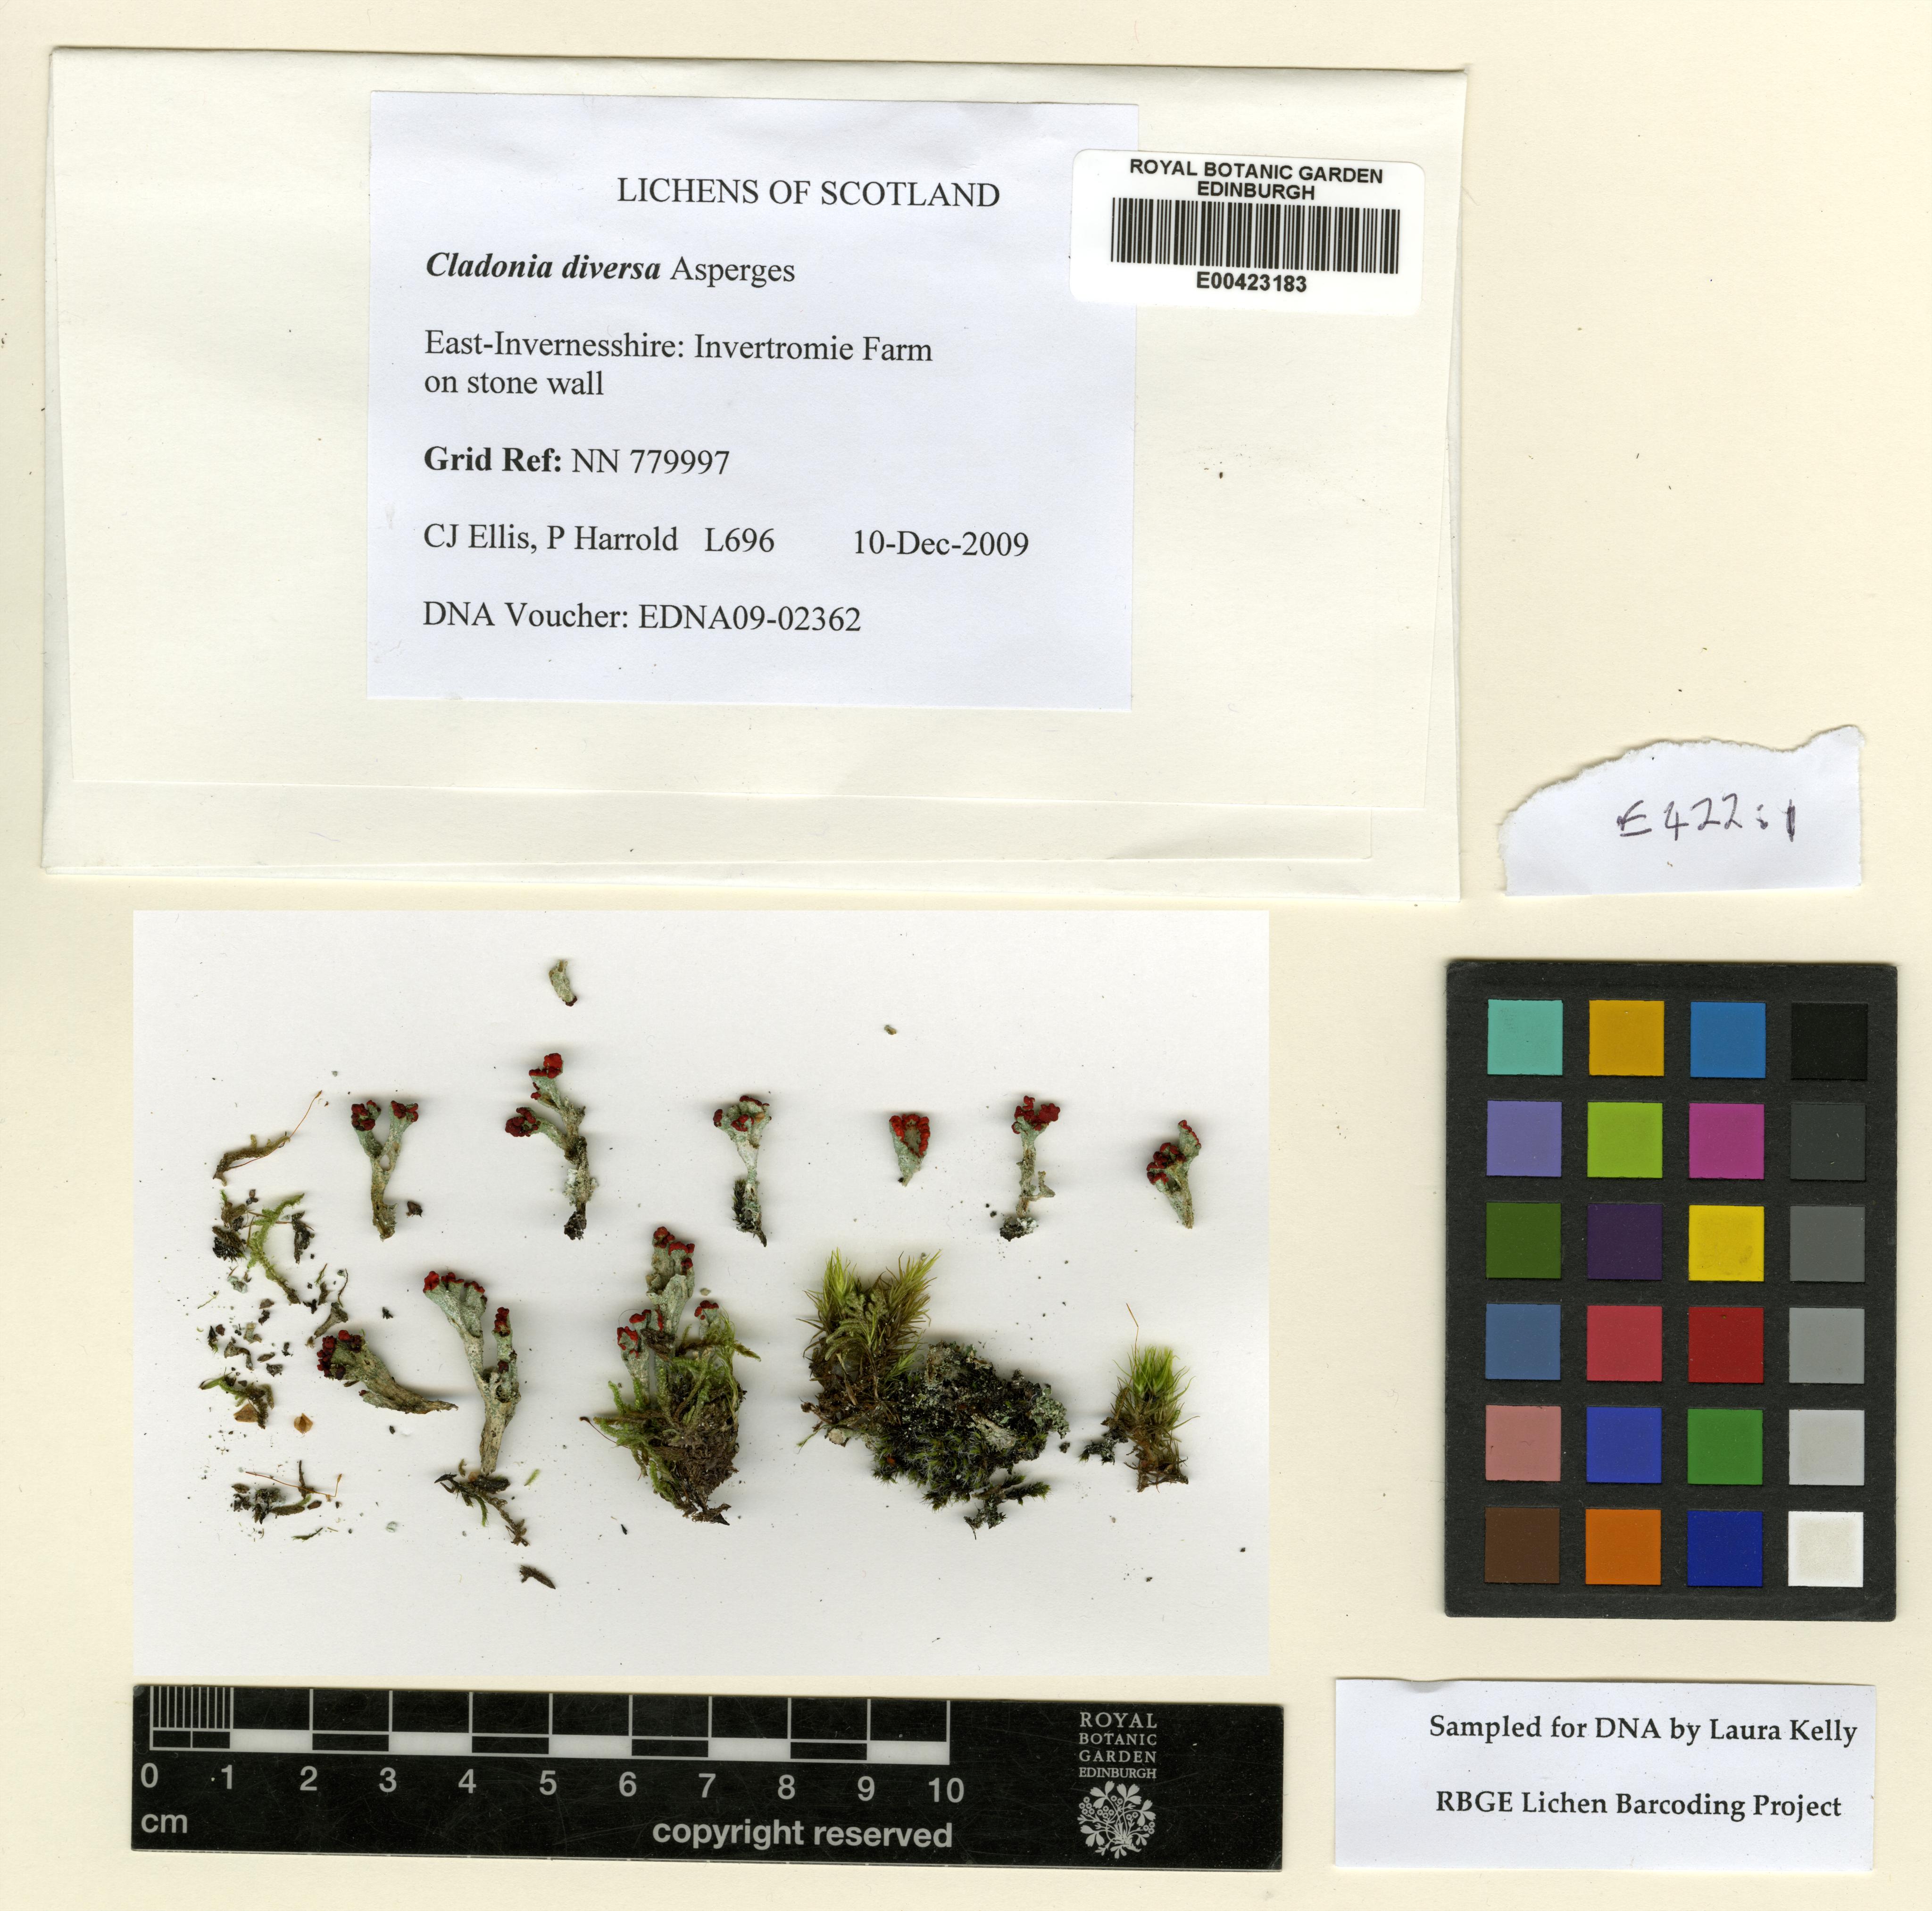 LICHENS OF SCOTLAND
Cladonia diversa Asperges
East-Invernesshire: Invertromie Farm
on stone wall
Grid Ref: NN 779997
CJ Ellis, P Harrold L696 10-Dec-2009
DNA Voucher: EDNA09-02362
ROYAL BOTANIC GARDEN
EDINBURGH
E00423183
E422:1
0 1 2 3 4 5 6 7 8 9 10
cm
copyright reserved
ROYAL
BOTANIC
GARDEN
EDINBURGH
Sampled for DNA by Laura Kelly
RBGE Lichen Barcoding Project